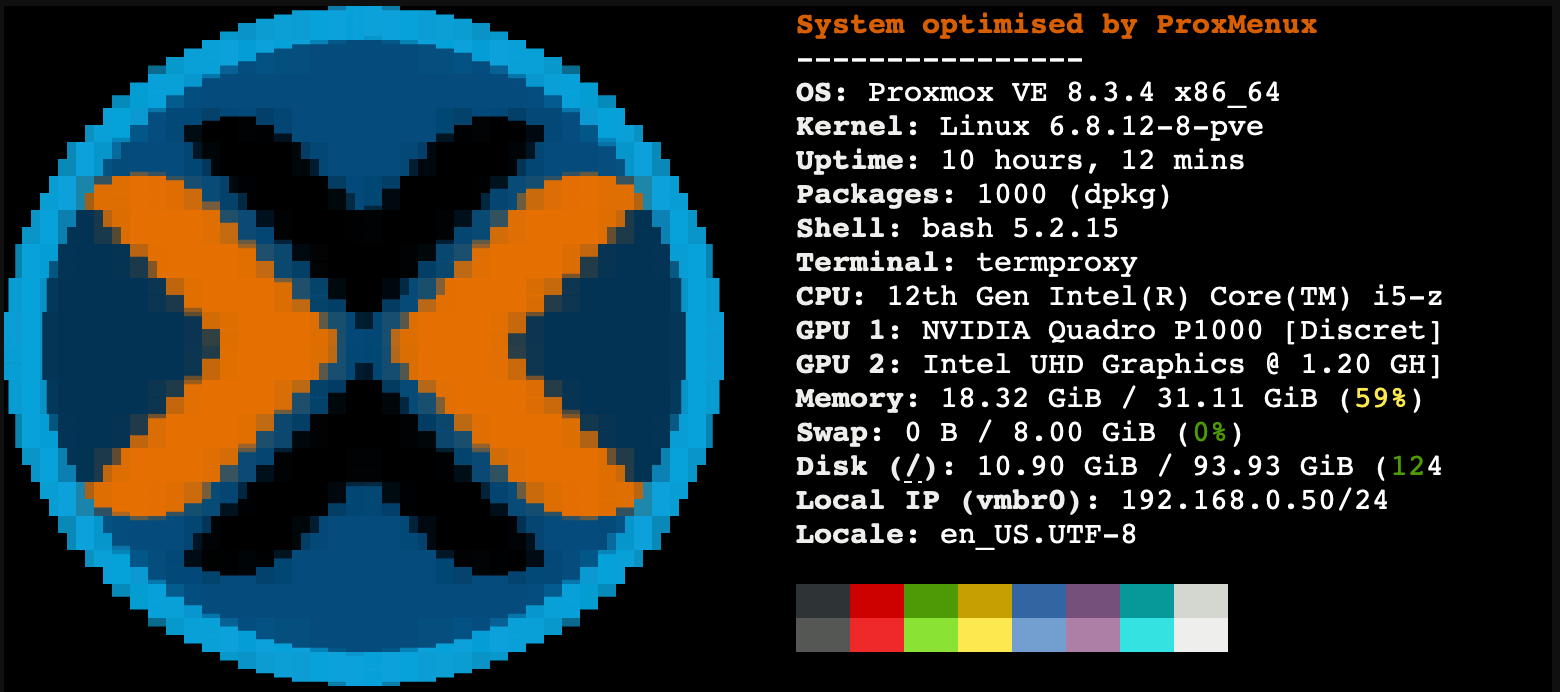 System optimised by ProxMenux
----------------
OS: Proxmox VE 8.3.4 x86_64
Kernel: Linux 6.8.12-8-pve
Uptime: 10 hours, 12 mins
Packages: 1000 (dpkg)
Shell: bash 5.2.15
Terminal: termproxy
CPU: 12th Gen Intel(R) Core(TM) i5-z
GPU 1: NVIDIA Quadro P1000 [Discret]
GPU 2: Intel UHD Graphics @ 1.20 GH]
Memory: 18.32 GiB / 31.11 GiB (59%)
Swap: 0 B / 8.00 GiB (0%)
Disk (/): 10.90 GiB / 93.93 GiB (124
Local IP (vmbr0): 192.168.0.50/24
Locale: en_US.UTF-8